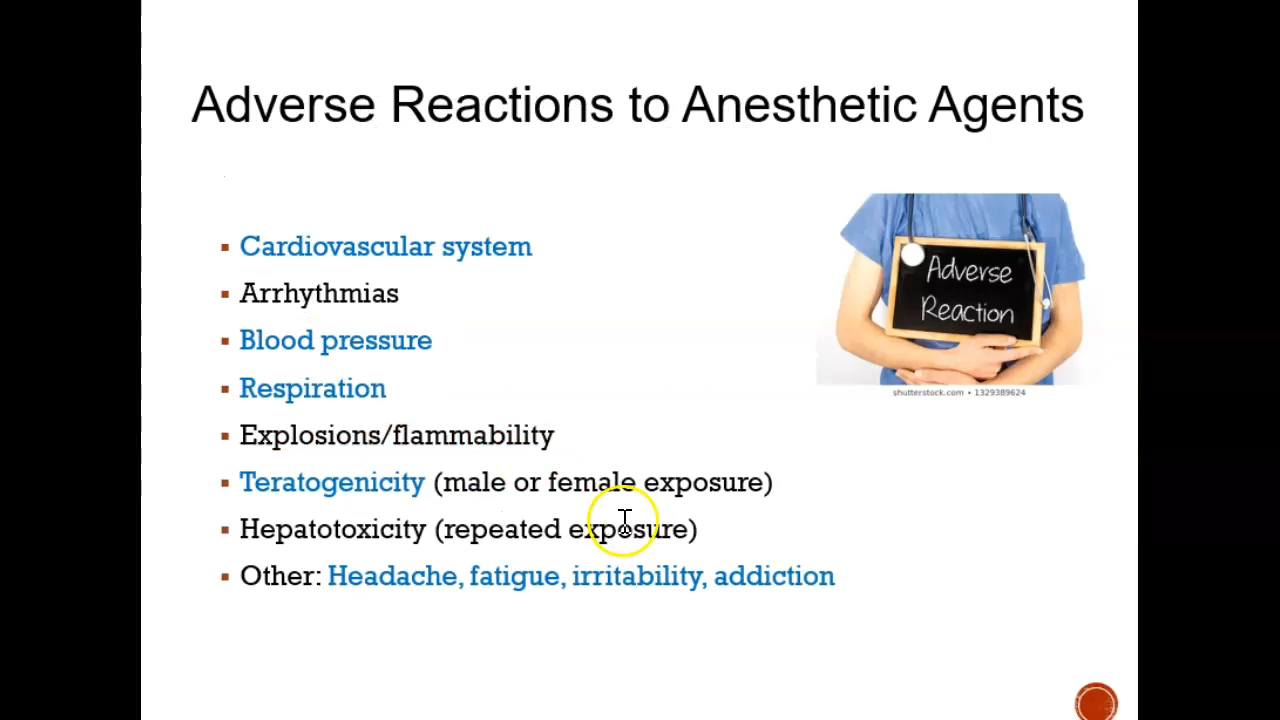 Adverse Reactions to Anesthetic Agents
Cardiovascular system
Arrhythmias
Blood pressure
Respiration
Explosions/flammability
Teratogenicity (male or female exposure)
Hepatotoxicity (repeated exposure)
Other: Headache, fatigue, irritability, addiction
Adverse
Reaction
shutterstock.com • 1329389624